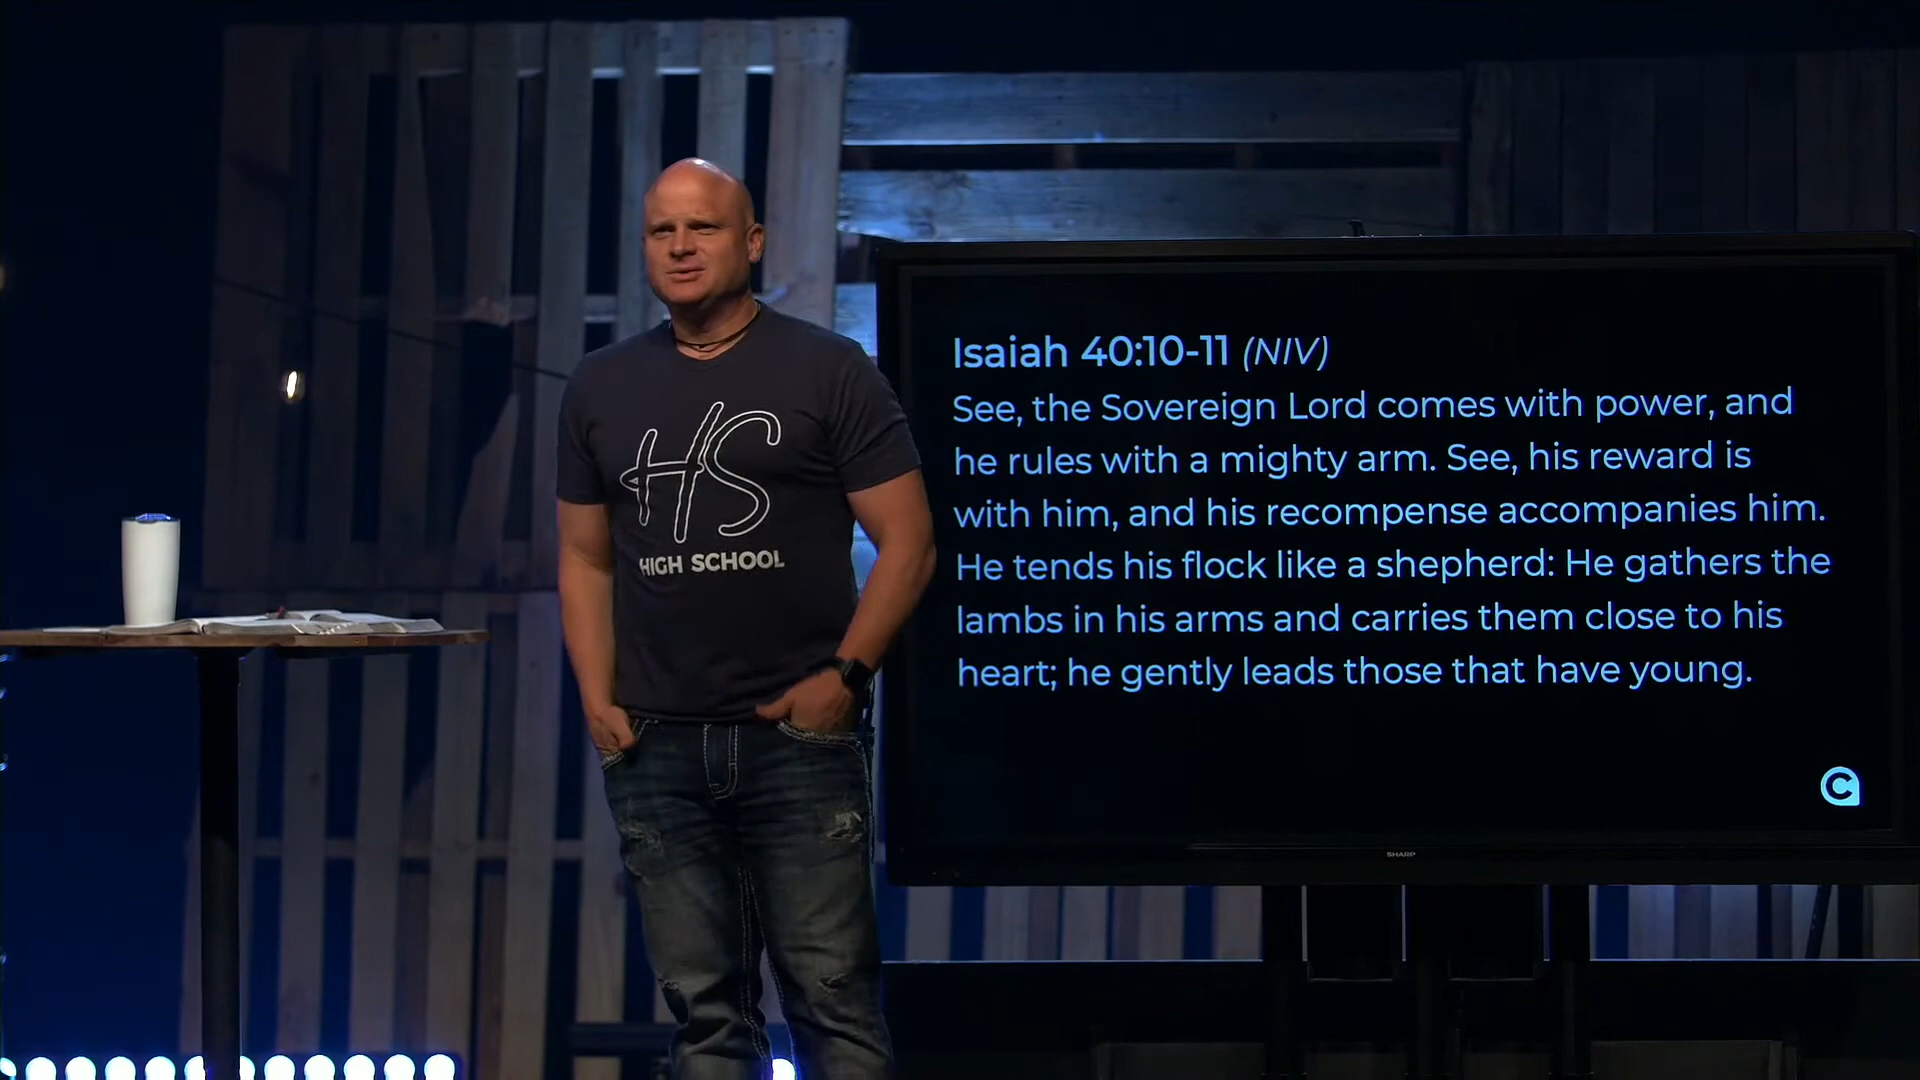 HS
HIGH SCHOOL
Isaiah 40:10-11 (NIV)
See, the Sovereign Lord comes with power, and
he rules with a mighty arm. See, his reward is
with him, and his recompense accompanies him.
He tends his flock like a shepherd: He gathers the
lambs in his arms and carries them close to his
heart; he gently leads those that have young.
C
SHARP